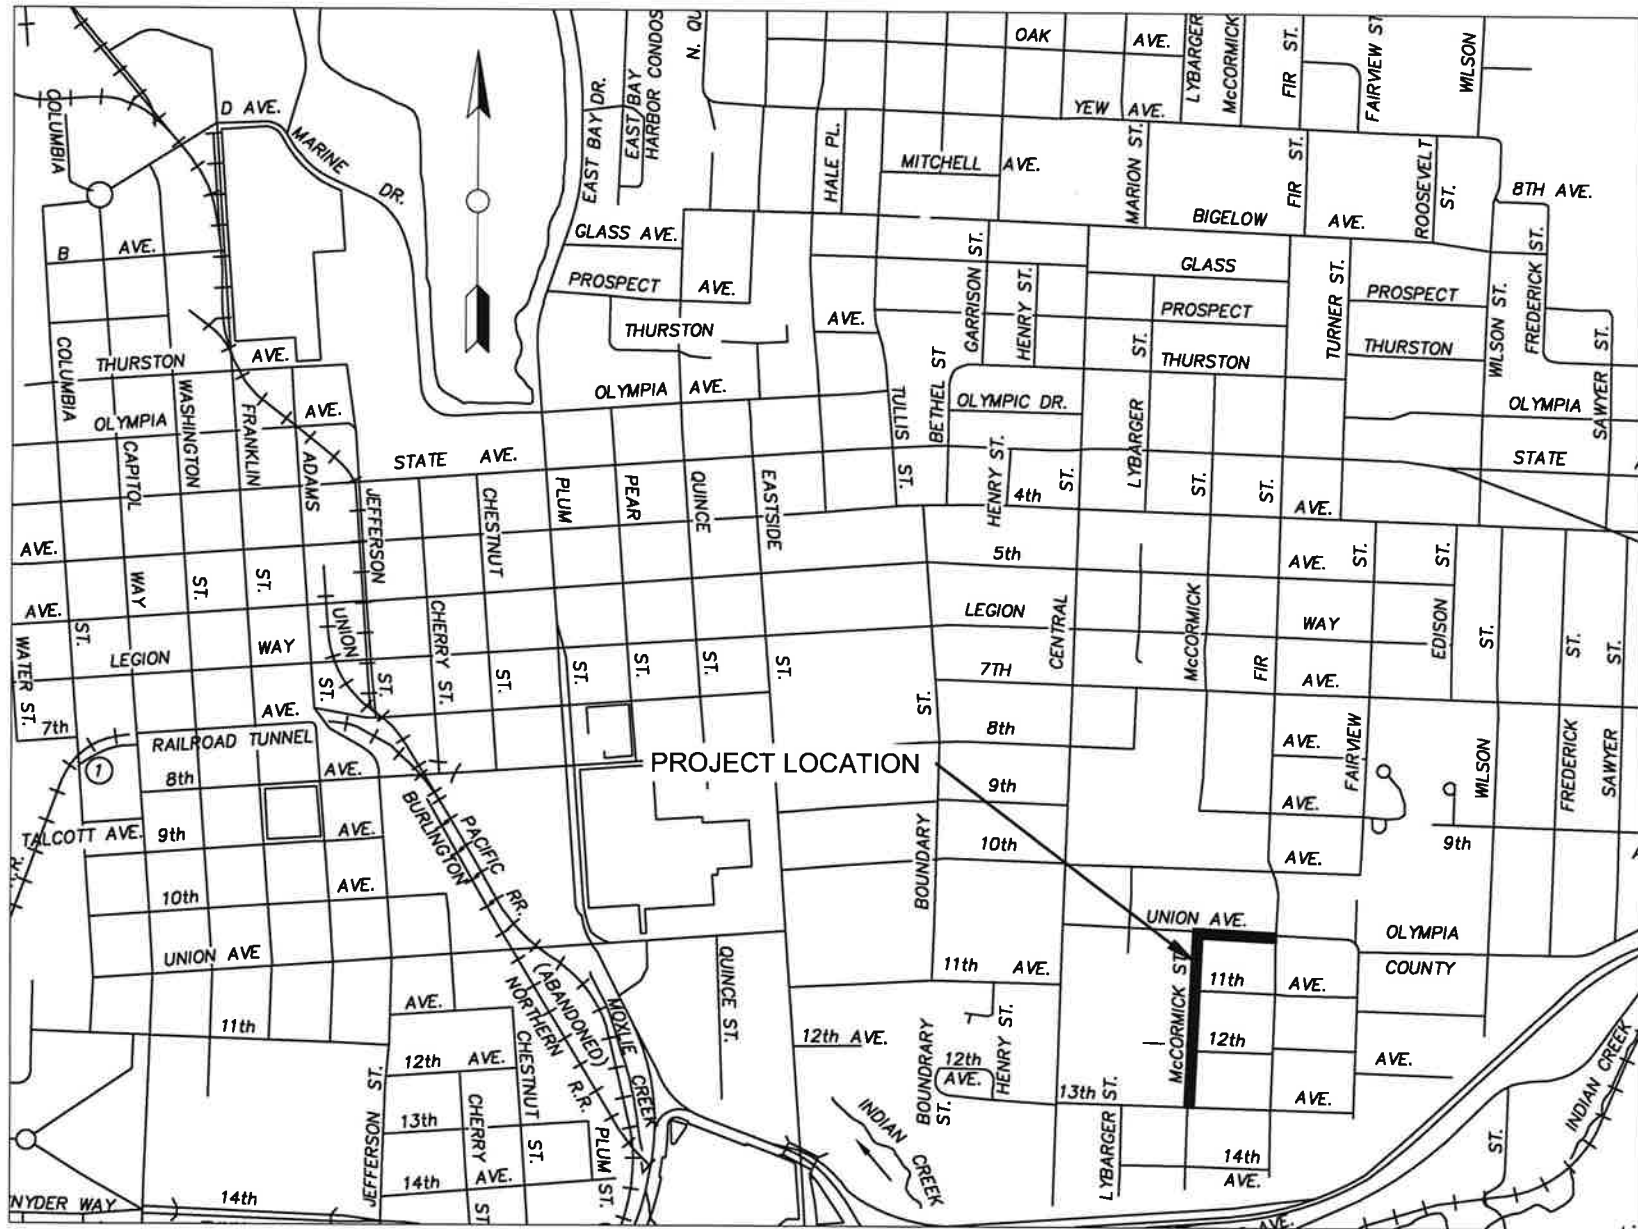 OAK AVE.
LYBARGER
McCORMICK
FIR ST.
FAIRVIEW ST
WILSON
HARBOR CONDOS
EAST BAY
EAST BAY DR.
N. QU
COLUMBIA
D AVE.
MARINE DR.
YEW AVE.
HALE PL.
MITCHELL AVE.
MARION ST.
FIR ST.
ROOSEVELT ST.
8TH AVE.
BIGELOW AVE.
B AVE.
GLASS AVE.
GARRISON ST.
HENRY ST.
GLASS
TURNER ST.
FREDERICK ST.
PROSPECT AVE.
PROSPECT
PROSPECT
WILSON ST.
THURSTON
AVE.
BETHEL ST
ST.
THURSTON
THURSTON
SAWYER ST.
COLUMBIA
THURSTON AVE.
WASHINGTON
FRANKLIN
OLYMPIA AVE.
TULLIS ST.
OLYMPIC DR.
LYBARGER
OLYMPIA
OLYMPIA AVE.
CAPITOL
ADAMS
STATE AVE.
HENRY ST.
ST.
ST.
ST.
STATE
JEFFERSON
CHESTNUT
PLUM
PEAR
QUINCE
EASTSIDE
4th AVE.
AVE.
WAY
ST.
ST.
5th AVE.
ST.
ST.
AVE.
ST.
UNION
CHERRY ST.
LEGION WAY
CENTRAL
McCORMICK
FIR
EDISON
ST.
ST.
ST.
WATER ST.
LEGION WAY
ST.
ST.
ST.
ST.
ST.
ST.
ST.
ST.
7TH AVE.
7th AVE.
RAILROAD TUNNEL
1
8th AVE.
8th AVE.
FAIRVIEW
WILSON
FREDERICK
SAWYER
PROJECT LOCATION
9th AVE.
TALCOTT AVE.
9th AVE.
BURLINGTON
PACIFIC RR.
BOUNDARY
10th AVE.
9th
R.
10th AVE.
UNION AVE.
OLYMPIA
COUNTY
UNION AVE
(ABANDONED)
NORTHERN R.R.
MOXLIE CREEK
QUINCE ST.
11th AVE.
McCORMICK ST
11th AVE.
11th
AVE.
12th AVE.
BOUNDRARY ST.
12th AVE.
HENRY ST.
12th AVE.
JEFFERSON ST.
12th AVE.
CHESTNUT ST.
13th
CHERRY ST
PLUM ST.
INDIAN CREEK
13th AVE.
LYBARGER ST.
INDIAN CREEK
ST.
14th AVE.
14th AVE.
NYDER WAY
14th
AVE.